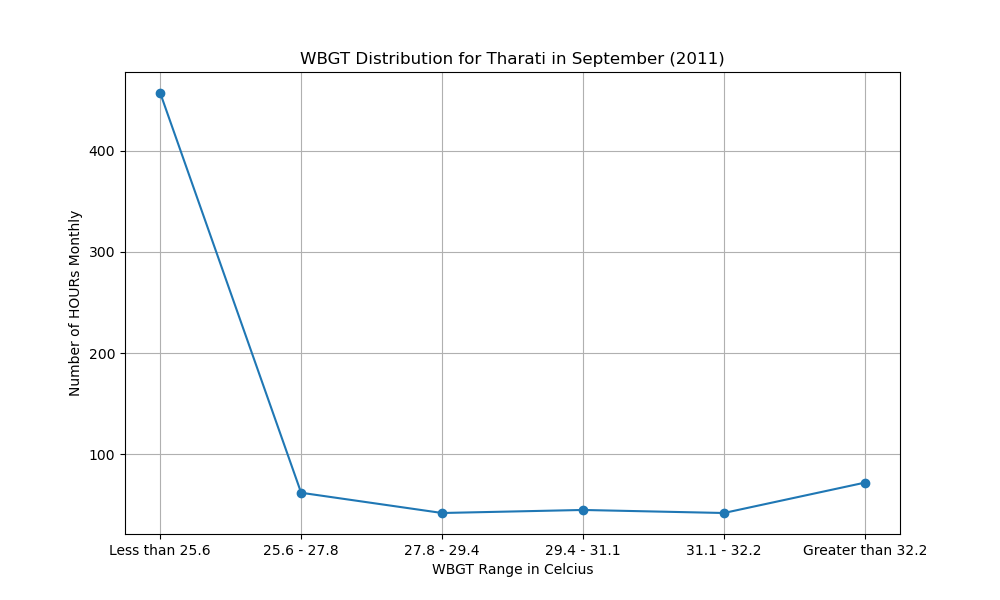 WBGT Distribution for Tharati in September (2011)
Number of HOURs Monthly
400
300
200
100
Less than 25.6 25.6 - 27.8 27.8 - 29.4 29.4 - 31.1 31.1 - 32.2 Greater than 32.2
WBGT Range in Celcius